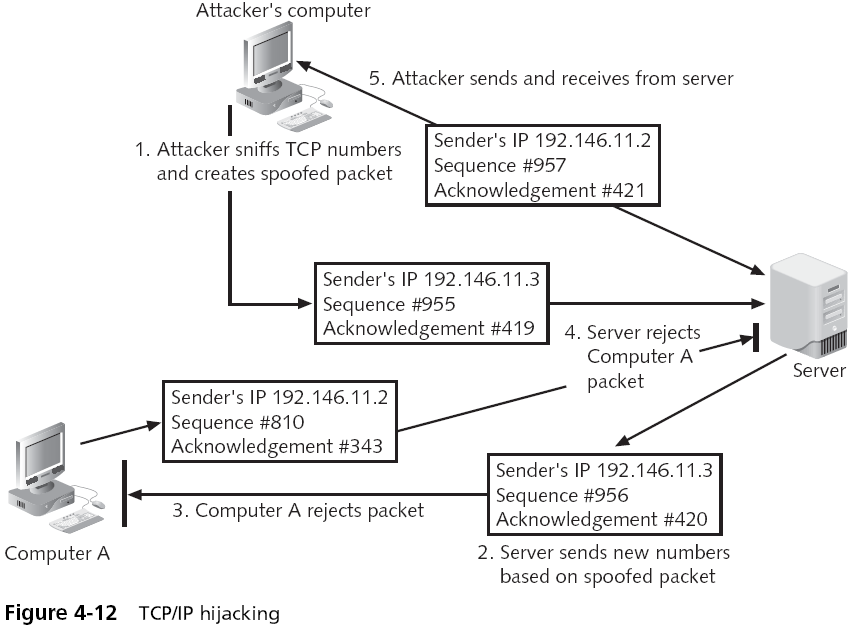 Attacker's computer
5. Attacker sends and receives from server
1. Attacker sniffs TCP numbers
and creates spoofed packet
Sender's IP 192.146.11.2
Sequence #957
Acknowledgement #421
Sender's IP 192.146.11.3
Sequence #955
Acknowledgement #419
4. Server rejects
Computer A
packet
Server
Sender's IP 192.146.11.2
Sequence #810
Acknowledgement #343
Sender's IP 192.146.11.3
Sequence #956
Acknowledgement #420
3. Computer A rejects packet
Computer A
2. Server sends new numbers
based on spoofed packet
Figure 4-12 TCP/IP hijacking